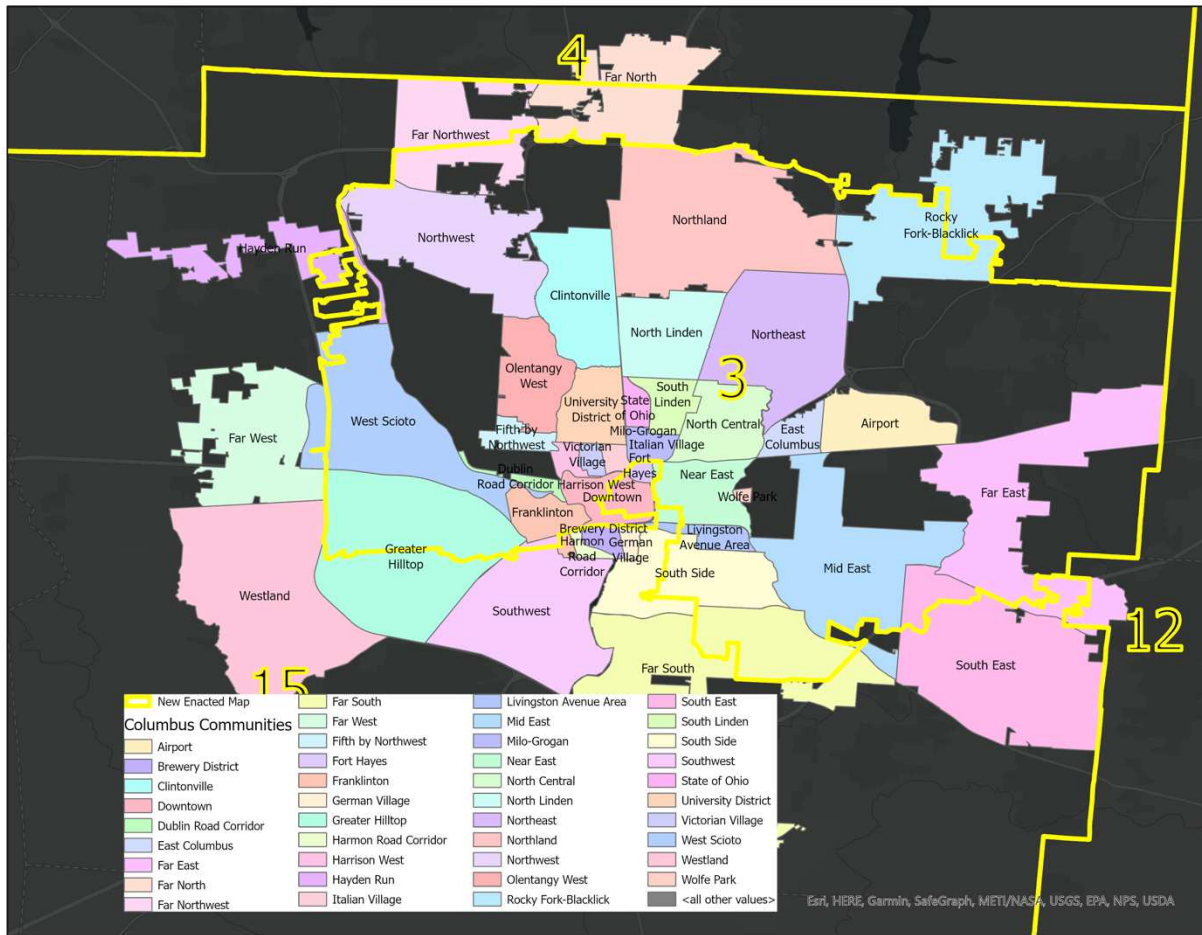 4
Far North
Far Northwest
Northland
Rocky
Fork-Blacklick
Northwest
Hayden Run
Clintonville
North Linden
Northeast
3
Olentangy
West
South
Linden
University
District
State
of Ohio
West Scioto
North Central
East
Columbus
Airport
Milo-Grogan
Fifth by
Northwest
Italian Village
Victorian
Village
Far West
Fort
Hayes
Near East
Dublin
Road Corridor
Harrison West
Downtown
Wolfe Park
Far East
Franklinton
Brewery District
Livingston
Avenue Area
Harmon
Road
Corridor
German
Village
Greater
Hilltop
South Side
Mid East
Westland
Southwest
12
South East
Far South
15
New Enacted Map
Columbus Communities
Airport
Brewery District
Clintonville
Downtown
Dublin Road Corridor
East Columbus
Far East
Far North
Far Northwest
Far South
Far West
Fifth by Northwest
Fort Hayes
Franklinton
German Village
Greater Hilltop
Harmon Road Corridor
Harrison West
Hayden Run
Italian Village
Livingston Avenue Area
Mid East
Milo-Grogan
Near East
North Central
North Linden
Northeast
Northland
Northwest
Olentangy West
Rocky Fork-Blacklick
South East
South Linden
South Side
Southwest
State of Ohio
University District
Victorian Village
West Scioto
Westland
Wolfe Park
<all other values>
Esri, HERE, Garmin, SafeGraph, METI/NASA, USGS, EPA, NPS, USDA